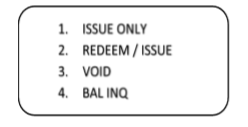 1. ISSUE ONLY
2. REDEEM / ISSUE
3. VOID
4. BAL INQ